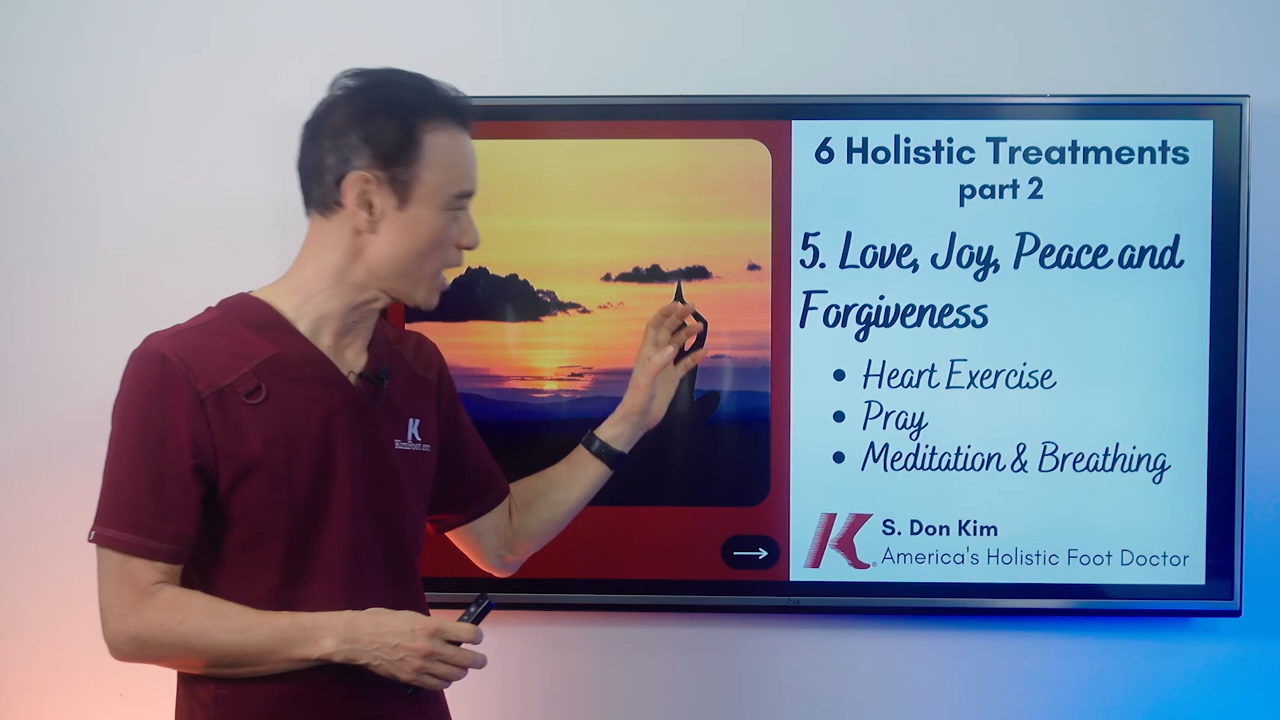 6 Holistic Treatments
part 2
5. Love, Joy, Peace and
Forgiveness
• Heart Exercise
• Pray
• Meditation & Breathing
K
S. Don Kim
America's Holistic Foot Doctor
K
LG